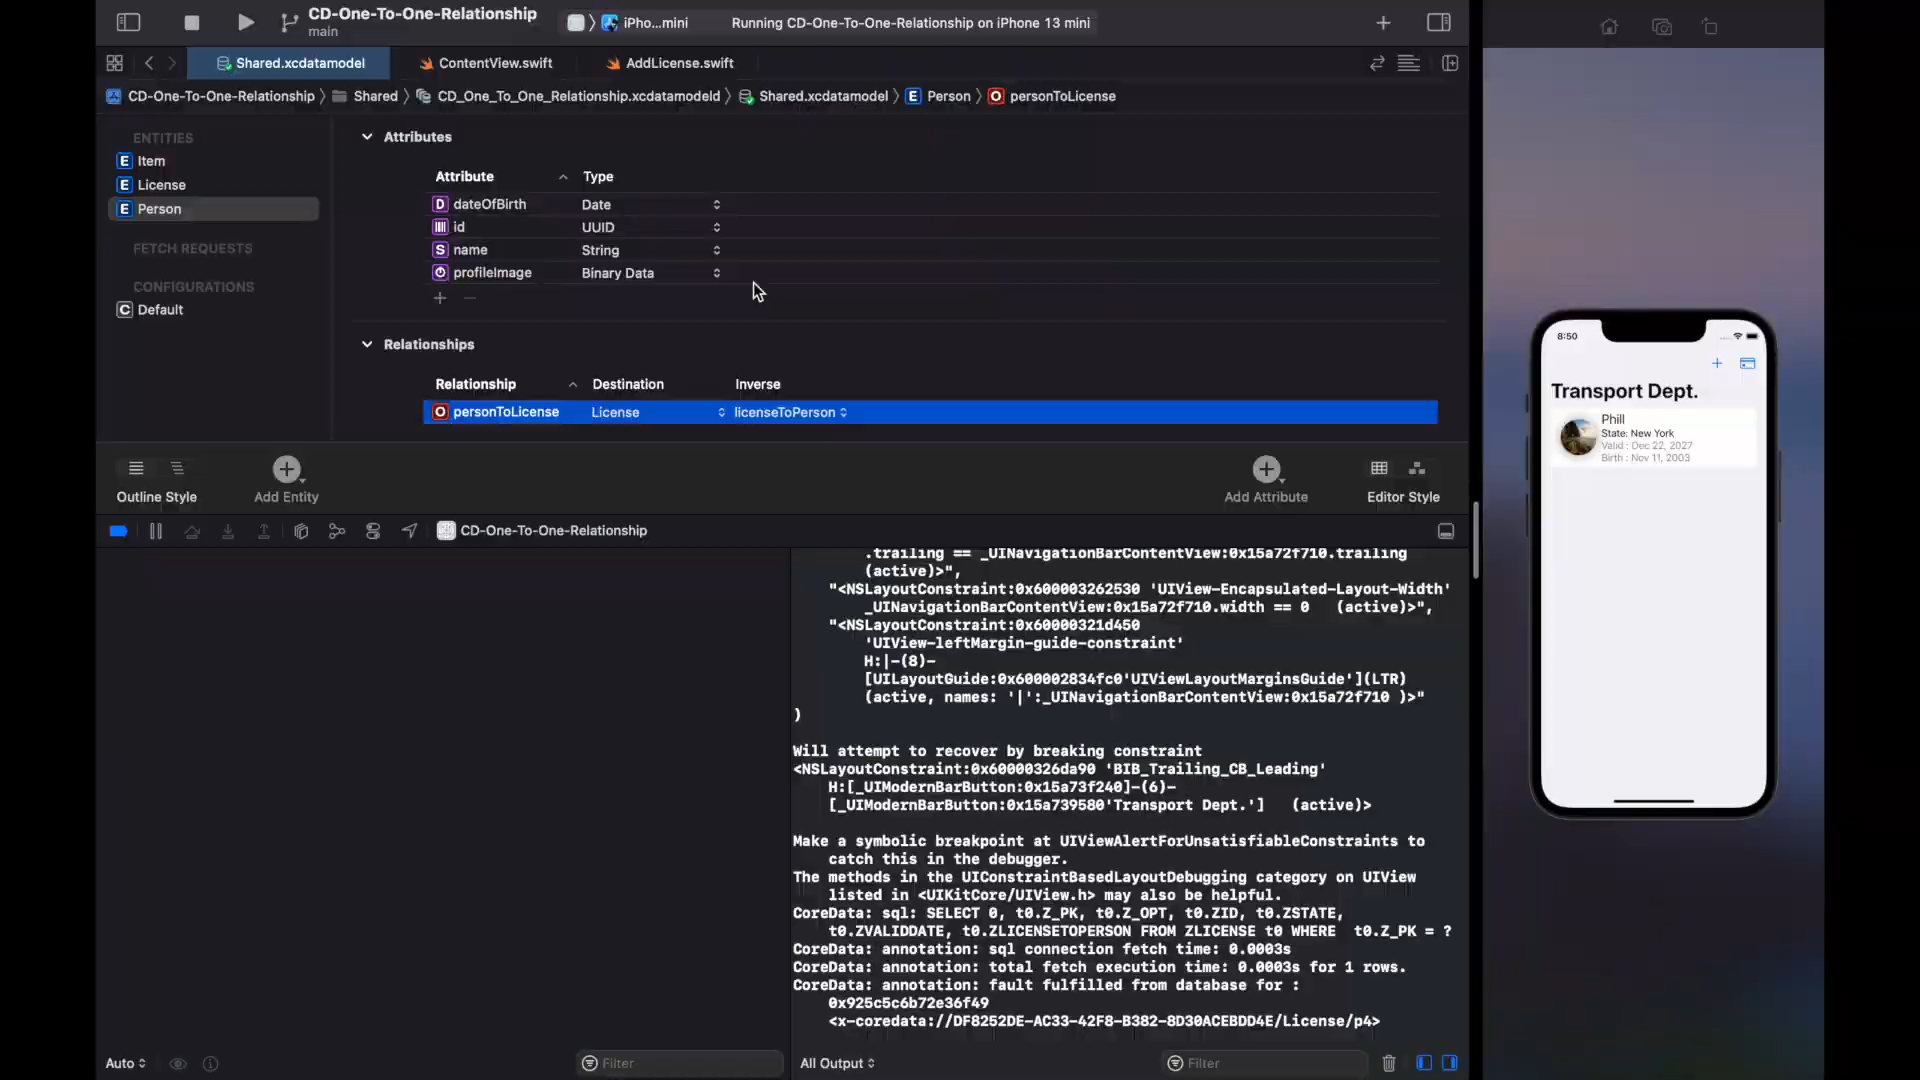 CD-One-To-One-Relationship
main
iPho...mini
Running CD-One-To-One-Relationship on iPhone 13 mini
Shared.xcdatamodel
ContentView.swift
AddLicense.swift
CD-One-To-One-Relationship
Shared
CD_One_To_One_Relationship.xcdatamodeld
Shared.xcdatamodel
E Person
O personToLicense
ENTITIES
E Item
E License
E Person
FETCH REQUESTS
CONFIGURATIONS
C Default
Attributes
Attribute Type
D dateOfBirth Date
id UUID
S name String
profileImage Binary Data
Relationships
Relationship Destination Inverse
O personToLicense License licenseToPerson
Outline Style
Add Entity
Add Attribute
Editor Style
CD-One-To-One-Relationship
.trailing == _UINavigationBarContentView:0x15a72f710.trailing
(active)>",
"<NSLayoutConstraint:0x600003262530 'UIView-Encapsulated-Layout-Width'
_UINavigationBarContentView:0x15a72f710.width == 0 (active)>",
"<NSLayoutConstraint:0x60000321d450
'UIView-leftMargin-guide-constraint'
H:|-(8)-
[UILayoutGuide:0x600002834fc0'UIViewLayoutMarginsGuide'](LTR)
(active, names: '|':_UINavigationBarContentView:0x15a72f710 )>"
)
Will attempt to recover by breaking constraint
<NSLayoutConstraint:0x60000326da90 'BIB_Trailing_CB_Leading'
H:[_UIModernBarButton:0x15a73f240]-(6)-
[_UIModernBarButton:0x15a739580'Transport Dept.'] (active)>
Make a symbolic breakpoint at UIViewAlertForUnsatisfiableConstraints to
catch this in the debugger.
The methods in the UIConstraintBasedLayoutDebugging category on UIView
listed in <UIKitCore/UIView.h> may also be helpful.
CoreData: sql: SELECT 0, t0.Z_PK, t0.Z_OPT, t0.ZID, t0.ZSTATE,
t0.ZVALIDDATE, t0.ZLICENSETOPERSON FROM ZLICENSE t0 WHERE t0.Z_PK = ?
CoreData: annotation: sql connection fetch time: 0.0003s
CoreData: annotation: total fetch execution time: 0.0003s for 1 rows.
CoreData: annotation: fault fulfilled from database for :
0x925c5c6b72e36f49
<x-coredata://DF8252DE-AC33-42F8-B382-8D30ACEBDD4E/License/p4>
Auto
Filter
All Output
Filter
8:50
Transport Dept.
Phill
State: New York
Valid : Dec 22, 2027
Birth : Nov 11, 2003